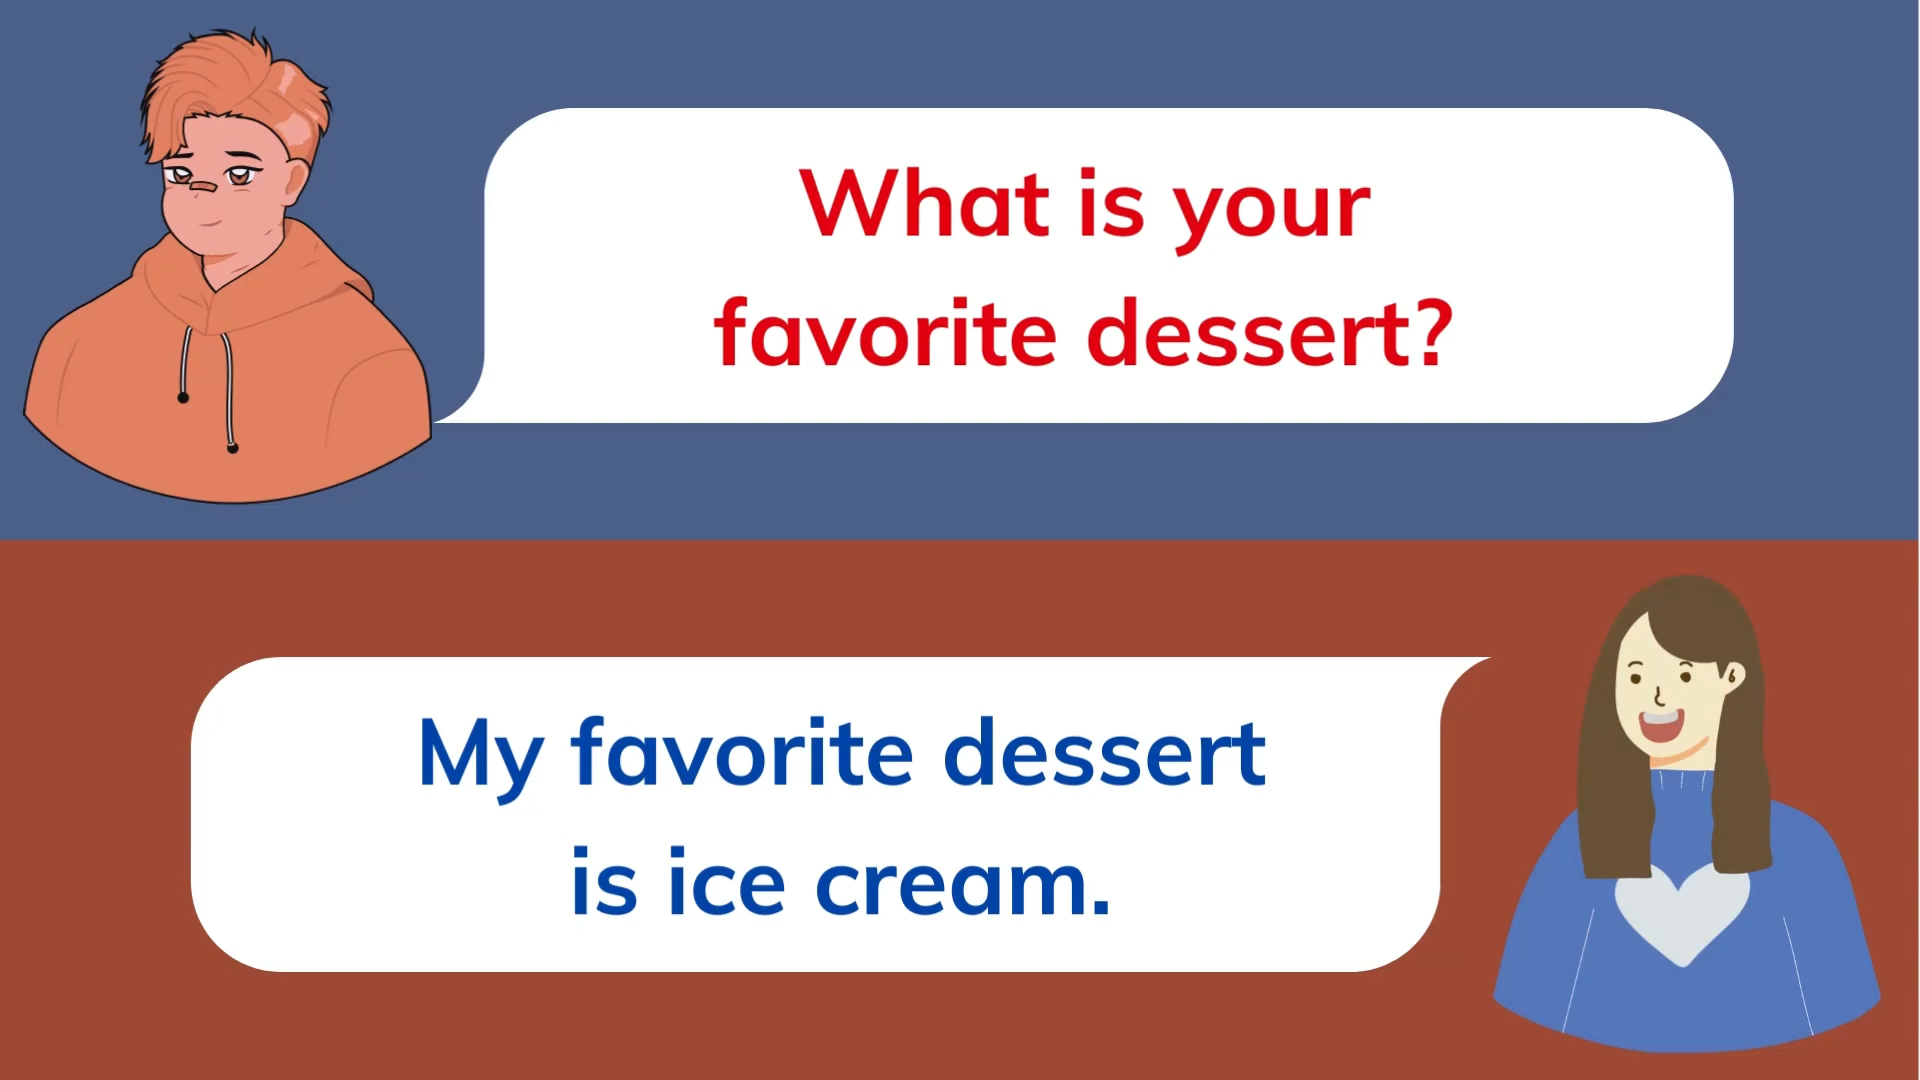 What is your
favorite dessert?
My favorite dessert
is ice cream.